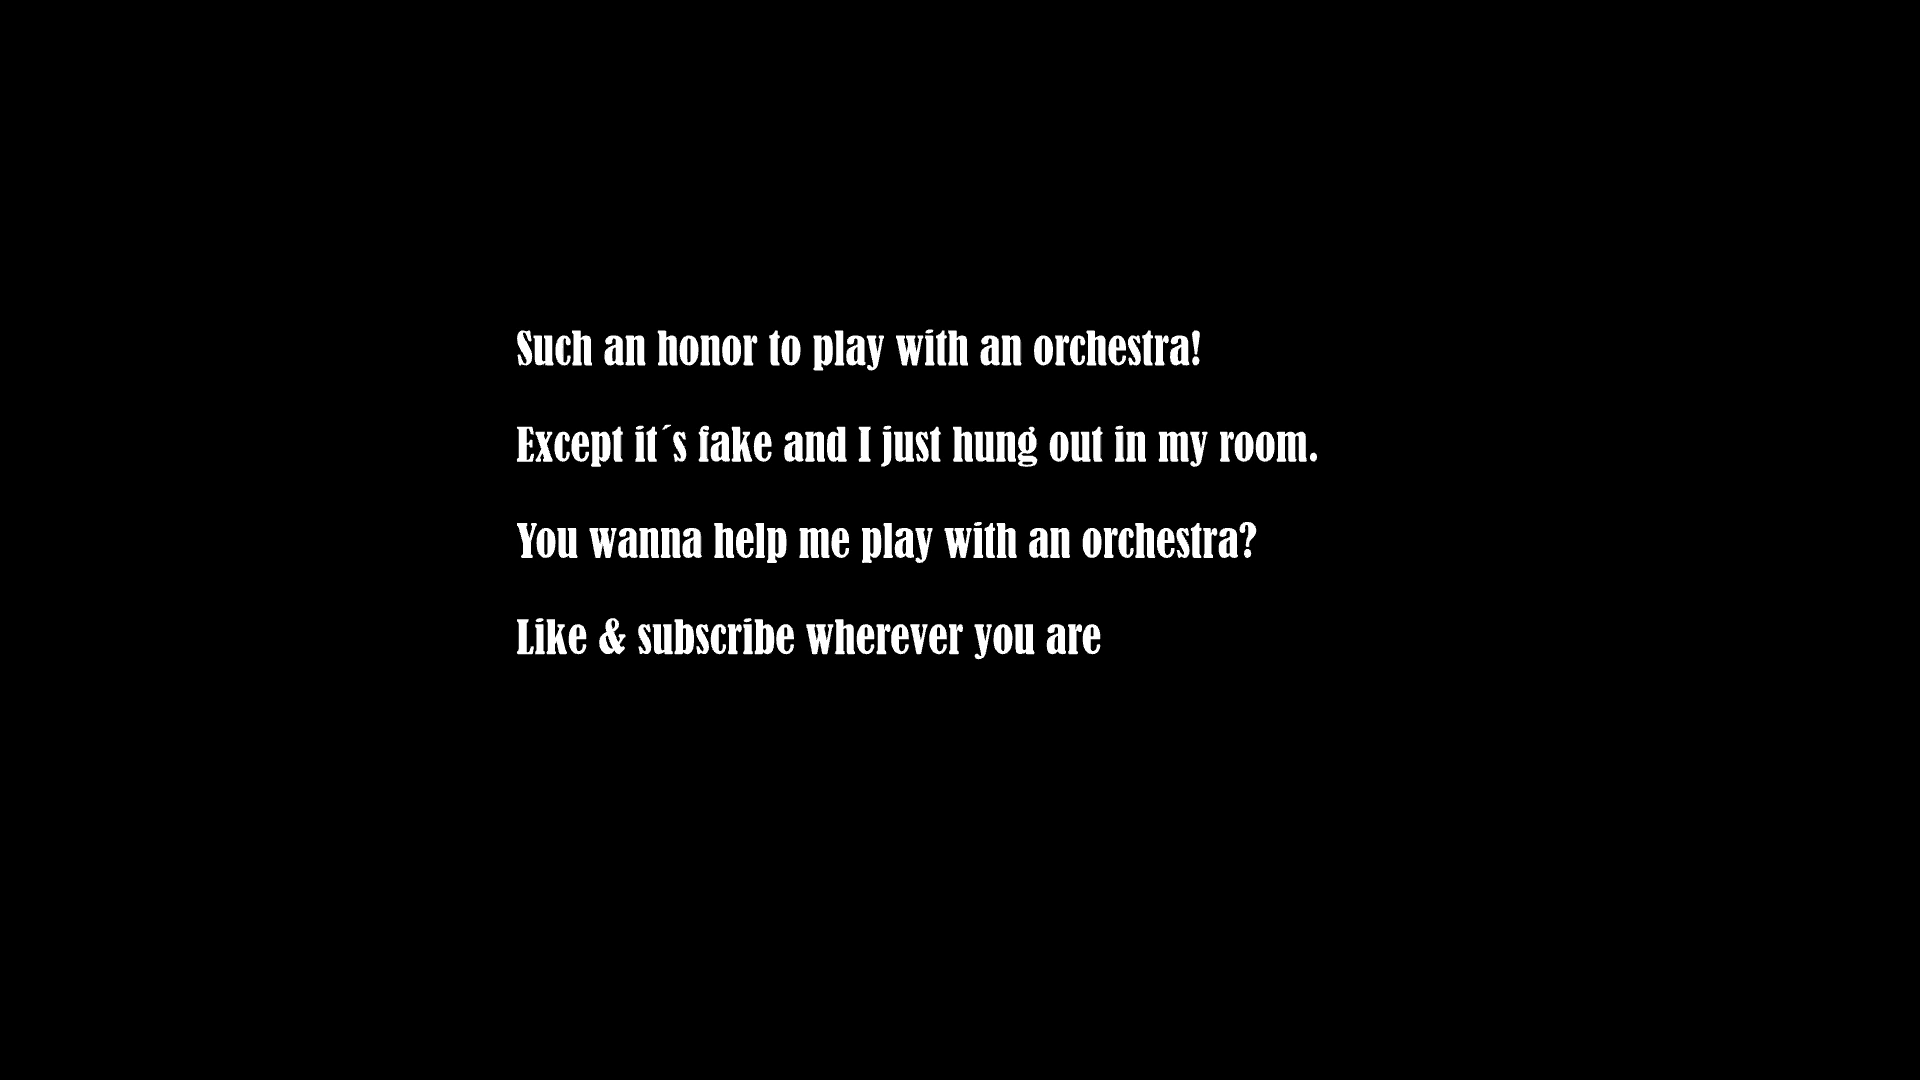 Such an honor to play with an orchestra!
Except it´s fake and I just hung out in my room.
You wanna help me play with an orchestra?
Like & subscribe wherever you are